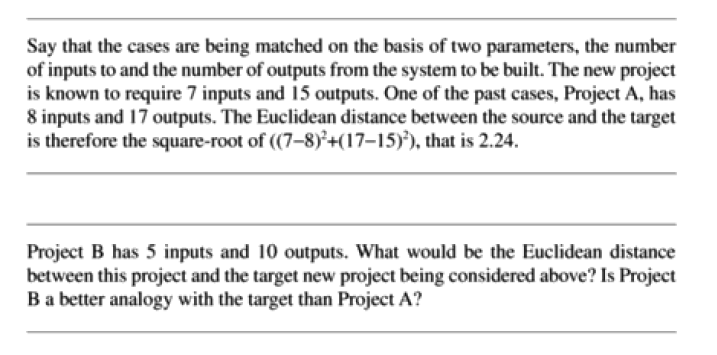 Say that the cases are being matched on the basis of two parameters, the number
of inputs to and the number of outputs from the system to be built. The new project
is known to require 7 inputs and 15 outputs. One of the past cases, Project A, has
8 inputs and 17 outputs. The Euclidean distance between the source and the target
is therefore the square-root of ((7–8)²+(17–15)²), that is 2.24.
Project B has 5 inputs and 10 outputs. What would be the Euclidean distance
between this project and the target new project being considered above? Is Project
B a better analogy with the target than Project A?